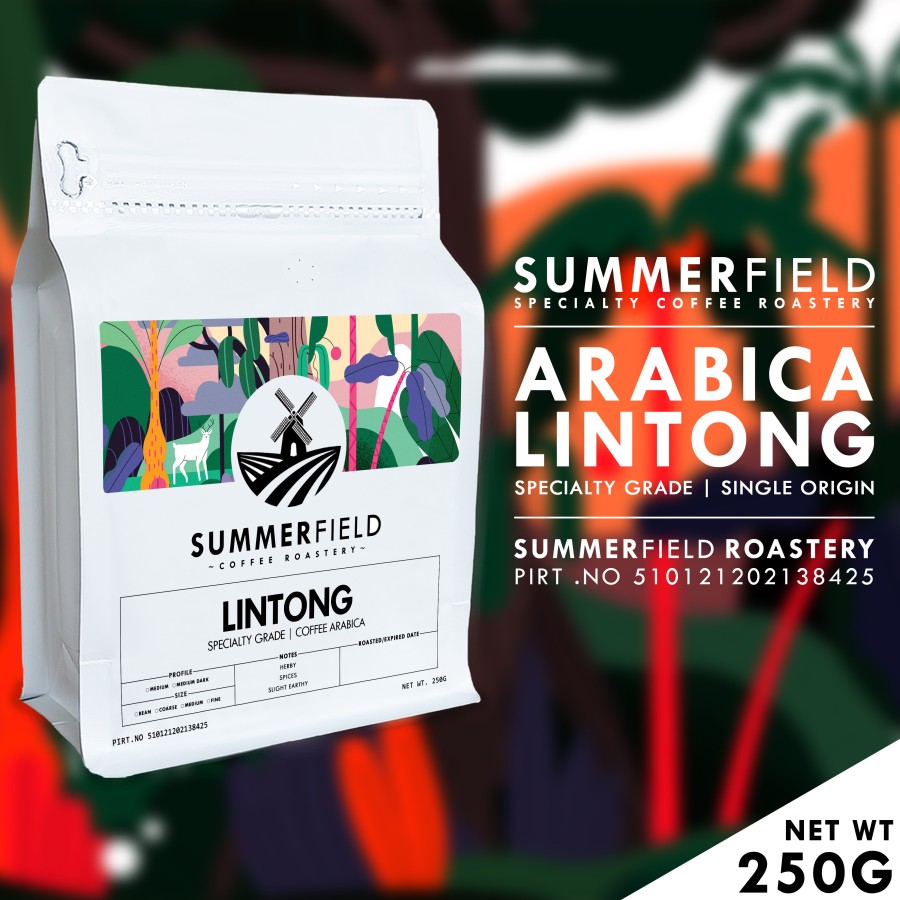 SUMMERFIELD
~COFFEE ROASTERY~
LINTONG
SPECIALTY GRADE | COFFEE ARABICA
PROFILE
□MEDIUM □MEDIUM DARK
SIZE
□BEAN □COARSE □MEDIUM □FINE
NOTES
HERBY
SPICES
SLIGHT EARTHY
ROASTED/EXPIRED DATE
NET WT. 250G
PIRT.NO 510121202138425
SUMMERFIELD
SPECIALTY COFFEE ROASTERY
ARABICA
LINTONG
SPECIALTY GRADE | SINGLE ORIGIN
SUMMERFIELD ROASTERY
PIRT .NO 510121202138425
NET WT
250G